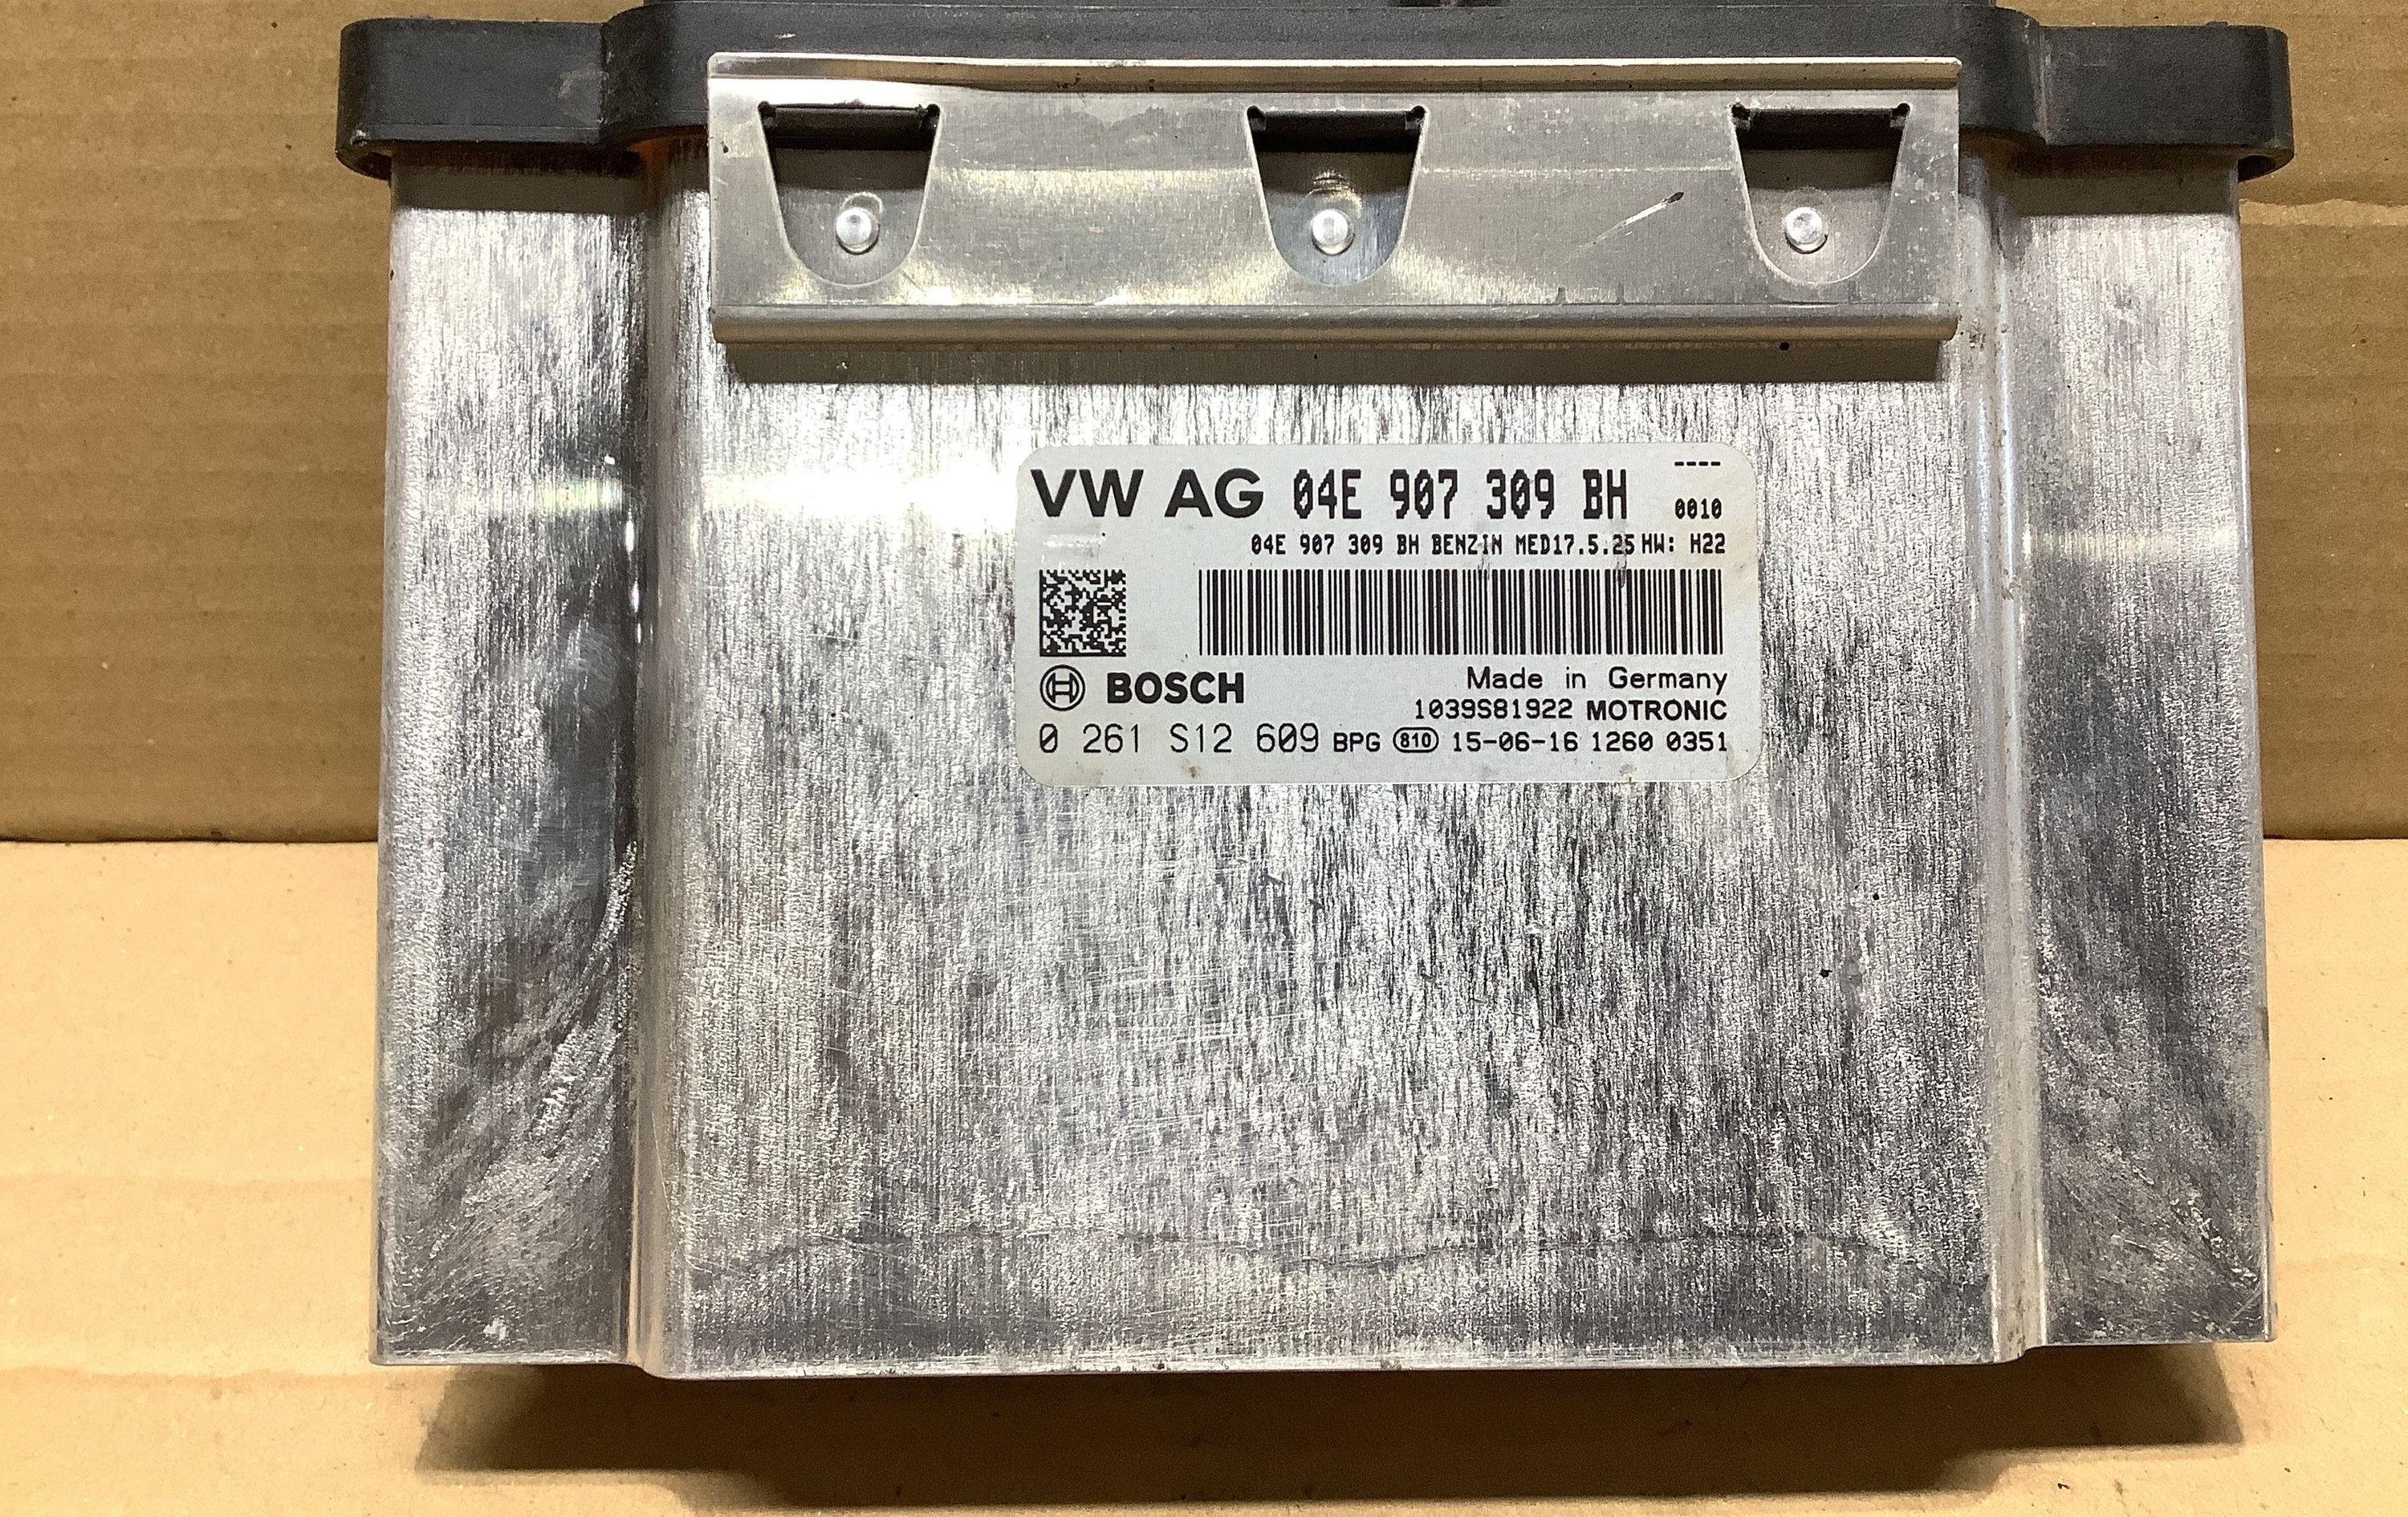 VW AG 04E 907 309 BH ----
0010
04E 907 309 BH BENZIN MED17.5.25 HW: H22
BOSCH
Made in Germany
1039S81922 MOTRONIC
0 261 S12 609 BPG 810 15-06-16 1260 0351